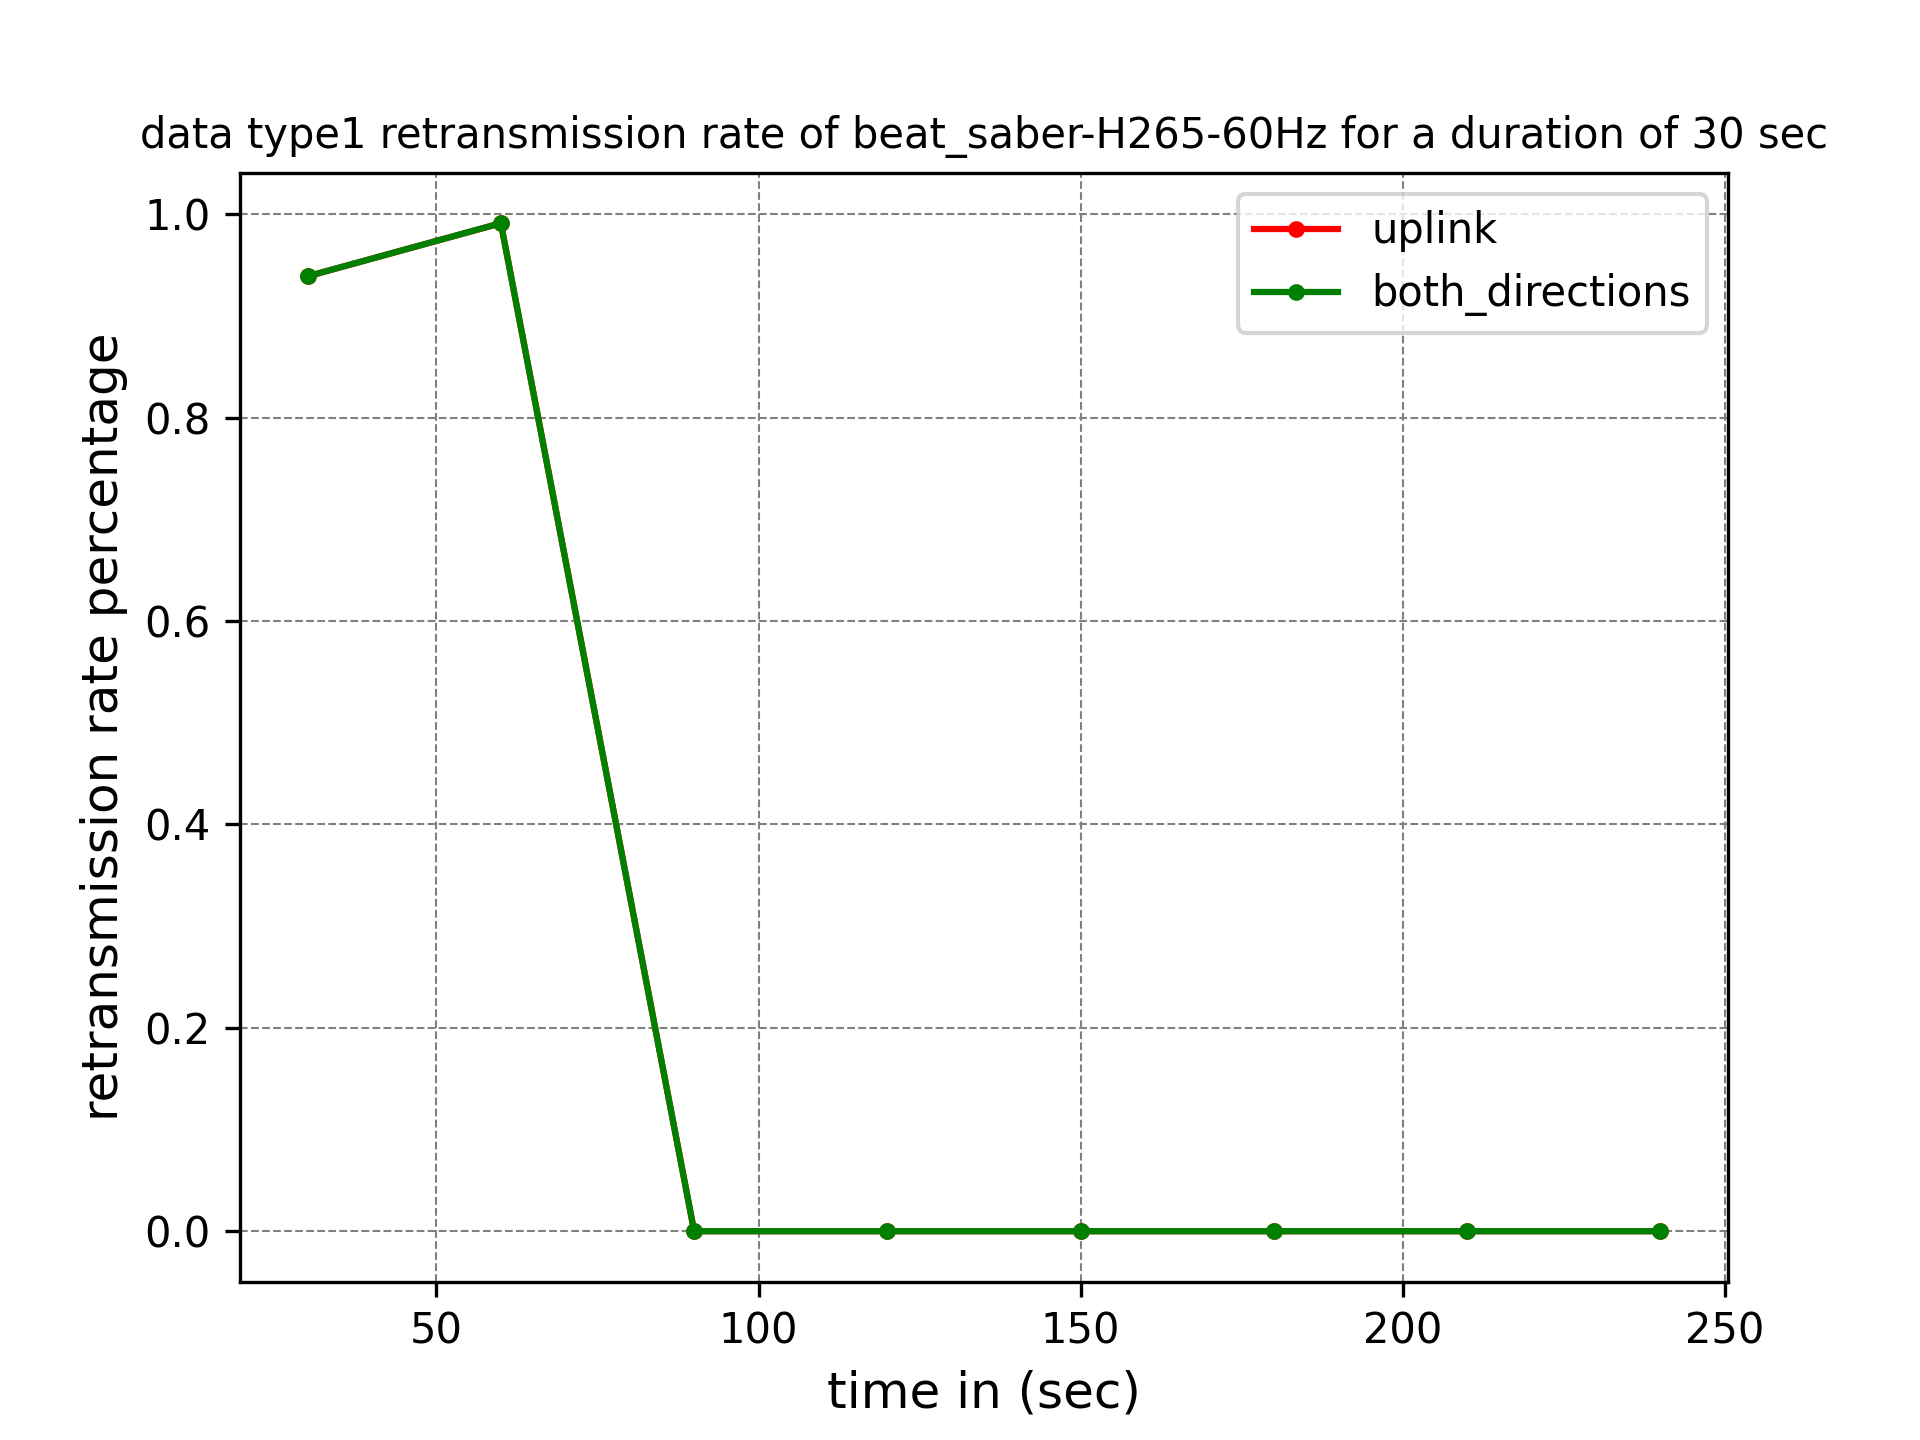 data type1 retransmission rate of beat_saber-H265-60Hz for a duration of 30 sec
uplink
both_directions
retransmission rate percentage
1.0
0.8
0.6
0.4
0.2
0.0
50 100 150 200 250
time in (sec)